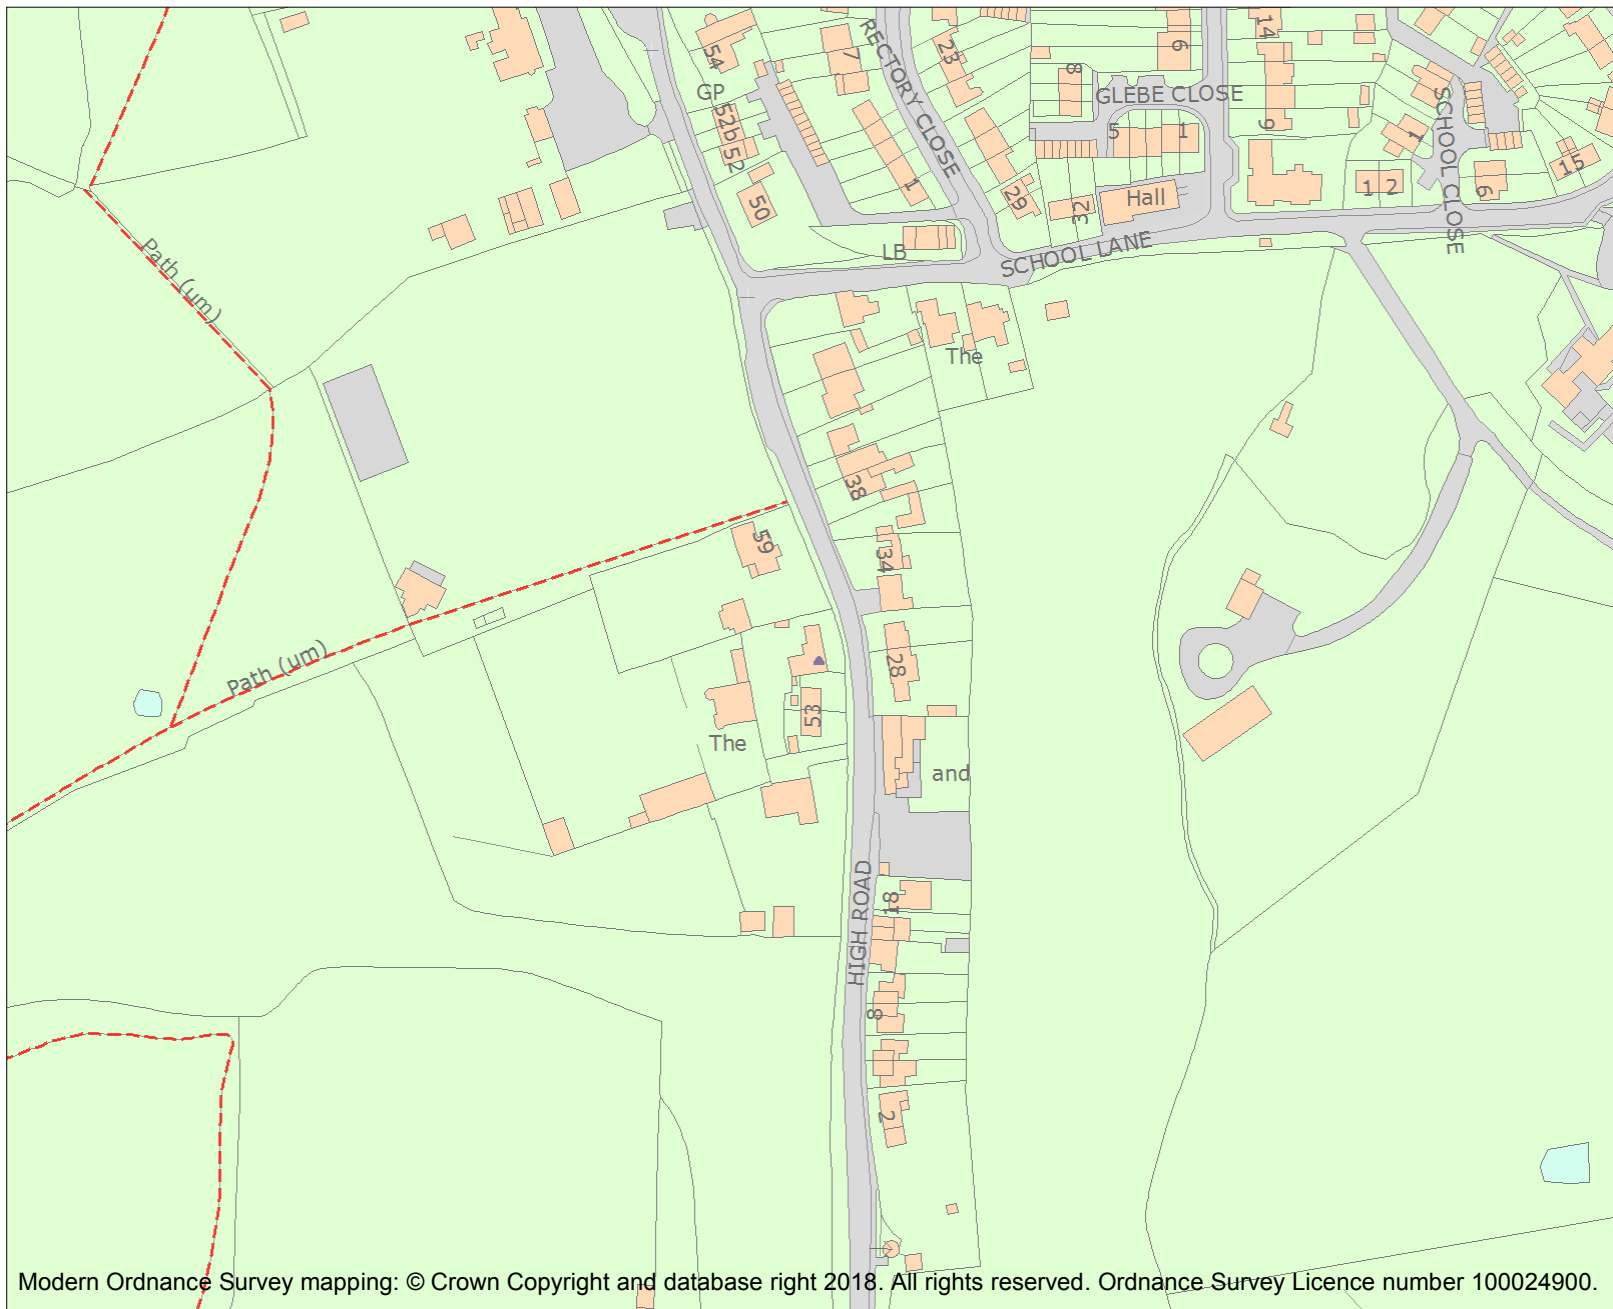 54
GP
52b
52
50
7
RECTORY CLOSE
1
23
29
32
Hall
8
GLEBE CLOSE
5
1
6
14
9
1 2
SCHOOL CLOSE
1
6
15
LB
SCHOOL LANE
The
38
34
28
59
53
The
and
Path (um)
Path (um)
HIGH ROAD
18
8
2
Modern Ordnance Survey mapping: © Crown Copyright and database right 2018. All rights reserved. Ordnance Survey Licence number 100024900.